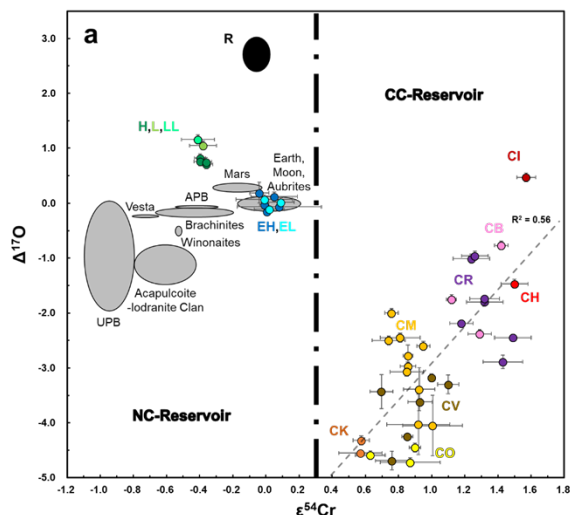 a
R
CC-Reservoir
H,L,LL
CI
Mars
Earth,
Moon,
Aubrites
R² = 0.56
CB
Vesta
APB
EH,EL
CR
Brachinites
Winonaites
CH
Acapulcoite
-lodranite Clan
UPB
CM
CV
NC-Reservoir
CK
CO
Δ¹⁷O
3.0
2.0
1.0
0.0
-1.0
-2.0
-3.0
-4.0
-5.0
-1.2 -1.0 -0.8 -0.6 -0.4 -0.2 0.0 0.2 0.4 0.6 0.8 1.0 1.2 1.4 1.6 1.8
ε⁵⁴Cr